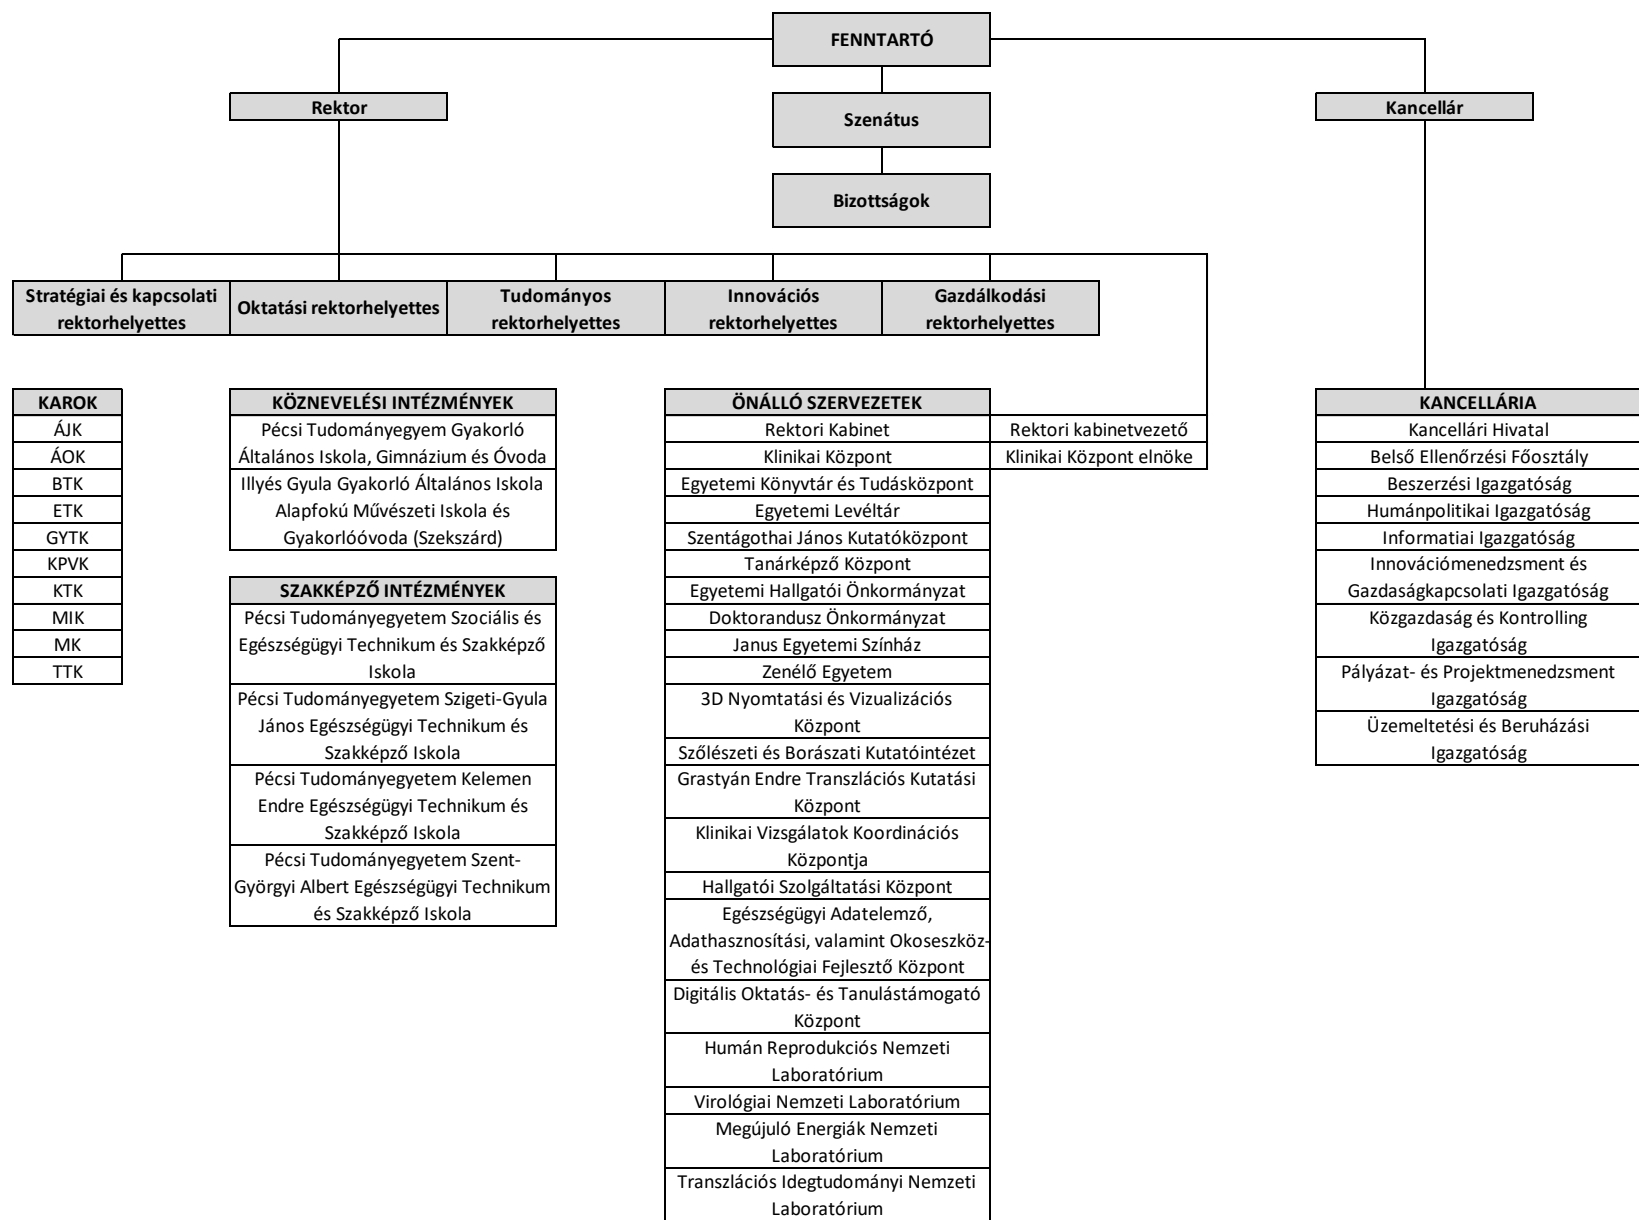 FENNTARTÓ
Rektor
Szenátus
Kancellár
Bizottságok
Stratégiai és kapcsolati
rektorhelyettes
Oktatási rektorhelyettes
Tudományos
rektorhelyettes
Innovációs
rektorhelyettes
Gazdálkodási
rektorhelyettes
KAROK
ÁJK
ÁOK
BTK
ETK
GYTK
KPVK
KTK
MIK
MK
TTK
KÖZNEVELÉSI INTÉZMÉNYEK
Pécsi Tudományegyem Gyakorló
Általános Iskola, Gimnázium és Óvoda
Illyés Gyula Gyakorló Általános Iskola
Alapfokú Művészeti Iskola és
Gyakorlóóvoda (Szekszárd)
SZAKKÉPZŐ INTÉZMÉNYEK
Pécsi Tudományegyetem Szociális és
Egészségügyi Technikum és Szakképző
Iskola
Pécsi Tudományegyetem Szigeti-Gyula
János Egészségügyi Technikum és
Szakképző Iskola
Pécsi Tudományegyetem Kelemen
Endre Egészségügyi Technikum és
Szakképző Iskola
Pécsi Tudományegyetem Szent-
Györgyi Albert Egészségügyi Technikum
és Szakképző Iskola
ÖNÁLLÓ SZERVEZETEK
Rektori Kabinet
Rektori kabinetvezető
Klinikai Központ
Klinikai Központ elnöke
Egyetemi Könyvtár és Tudásközpont
Egyetemi Levéltár
Szentágothai János Kutatóközpont
Tanárképző Központ
Egyetemi Hallgatói Önkormányzat
Doktorandusz Önkormányzat
Janus Egyetemi Színház
Zenélő Egyetem
3D Nyomtatási és Vizualizációs
Központ
Szőlészeti és Borászati Kutatóintézet
Grastyán Endre Transzlációs Kutatási
Központ
Klinikai Vizsgálatok Koordinációs
Központja
Hallgatói Szolgáltatási Központ
Egészségügyi Adatelemző,
Adathasznosítási, valamint Okoseszköz-
és Technológiai Fejlesztő Központ
Digitális Oktatás- és Tanulástámogató
Központ
Humán Reprodukciós Nemzeti
Laboratórium
Virológiai Nemzeti Laboratórium
Megújuló Energiák Nemzeti
Laboratórium
Transzlációs Idegtudományi Nemzeti
Laboratórium
KANCELLÁRIA
Kancellári Hivatal
Belső Ellenőrzési Főosztály
Beszerzési Igazgatóság
Humánpolitikai Igazgatóság
Informatiai Igazgatóság
Innovációmenedzsment és
Gazdaságkapcsolati Igazgatóság
Közgazdaság és Kontrolling
Igazgatóság
Pályázat- és Projektmenedzsment
Igazgatóság
Üzemeltetési és Beruházási
Igazgatóság